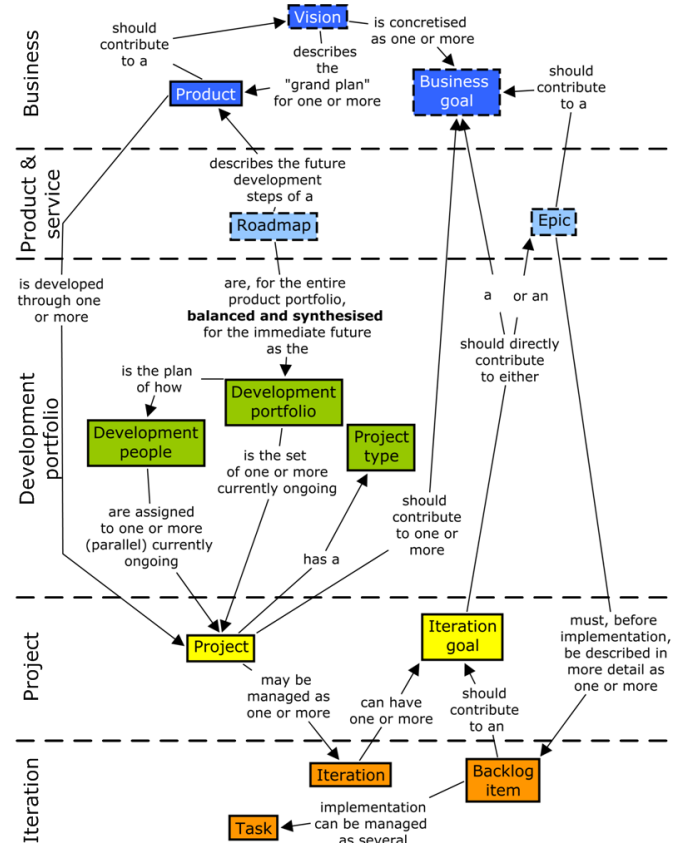 Business
Vision
should
contribute
to a
describes
the
"grand plan"
for one or more
is concretised
as one or more
Product
Business
goal
should
contribute
to a
Product &
service
describes the future
development
steps of a
Roadmap
Epic
is developed
through one
or more
are, for the entire
product portfolio,
balanced and synthesised
for the immediate future
as the
a
or an
should directly
contribute
to either
Development
portfolio
is the plan
of how
Development
portfolio
Development
people
Project
type
is the set
of one or more
currently ongoing
are assigned
to one or more
(parallel) currently
ongoing
has a
should
contribute
to one or
more
Project
Project
Iteration
goal
must, before
implementation,
be described in
more detail as
one or more
may be
managed as
one or more
can have
one or more
should
contribute
to an
Iteration
Iteration
Backlog
item
implementation
can be managed
as several
Task